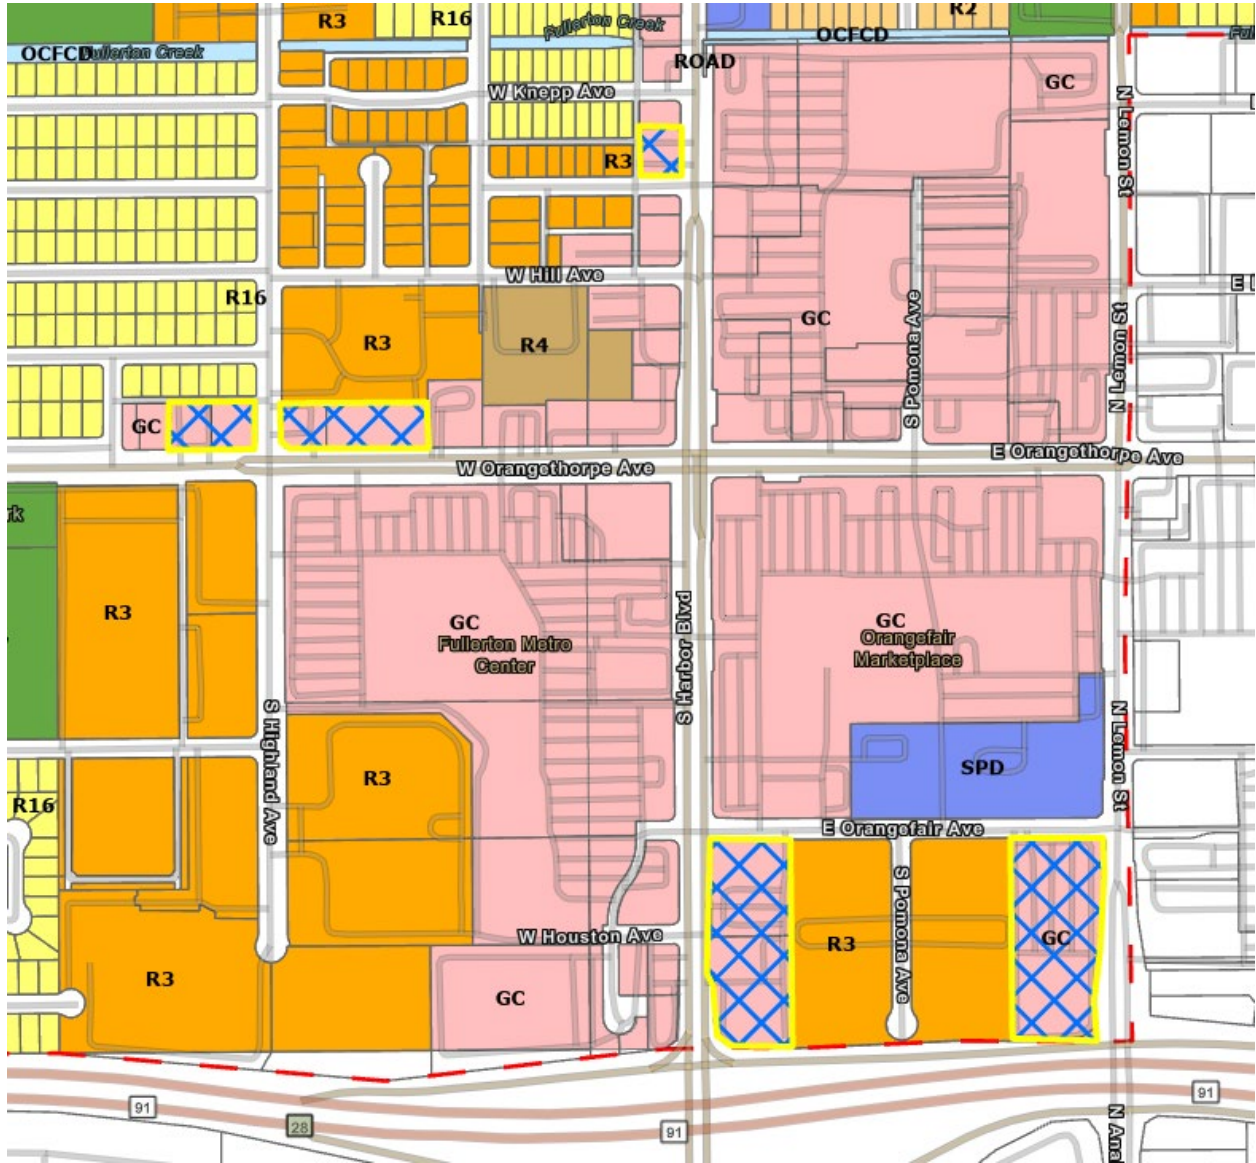 R3
R16
R2
Fullerton Creek
OCFCD
OCFCD
Fullerton Creek
ROAD
GC
W Knepp Ave
N Lemon St
R3
W Hill Ave
R16
R3
R4
GC
S Pomona Ave
N Lemon St
GC
W Orangethorpe Ave
E Orangethorpe Ave
R3
GC
Fullerton Metro
Center
S Harbor Blvd
GC
Orangefair
Marketplace
S Highland Ave
R3
SPD
N Lemon St
R16
E Orangefair Ave
S Pomona Ave
W Houston Ave
R3
GC
R3
GC
91
28
91
91